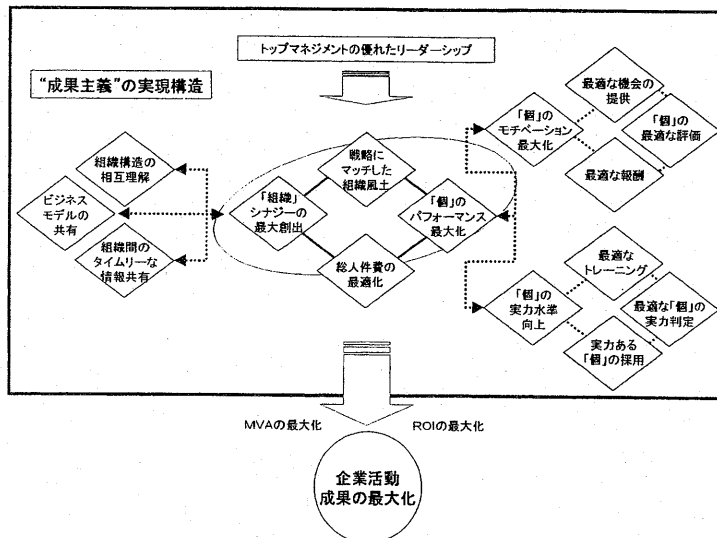 トップマネジメントの優れたリーダーシップ
“成果主義”の実現構造
組織構造の
相互理解
ビジネス
モデルの
共有
組織間の
タイムリーな
情報共有
戦略に
マッチした
組織風土
「組織」
シナジーの
最大創出
「個」の
パフォーマンス
最大化
総人件費の
最適化
「個」の
モチベーション
最大化
最適な機会の
提供
「個」の
最適な評価
最適な報酬
「個」の
実力水準
向上
最適な
トレーニング
最適な「個」の
実力判定
実力ある
「個」の採用
MVAの最大化
ROIの最大化
企業活動
成果の最大化